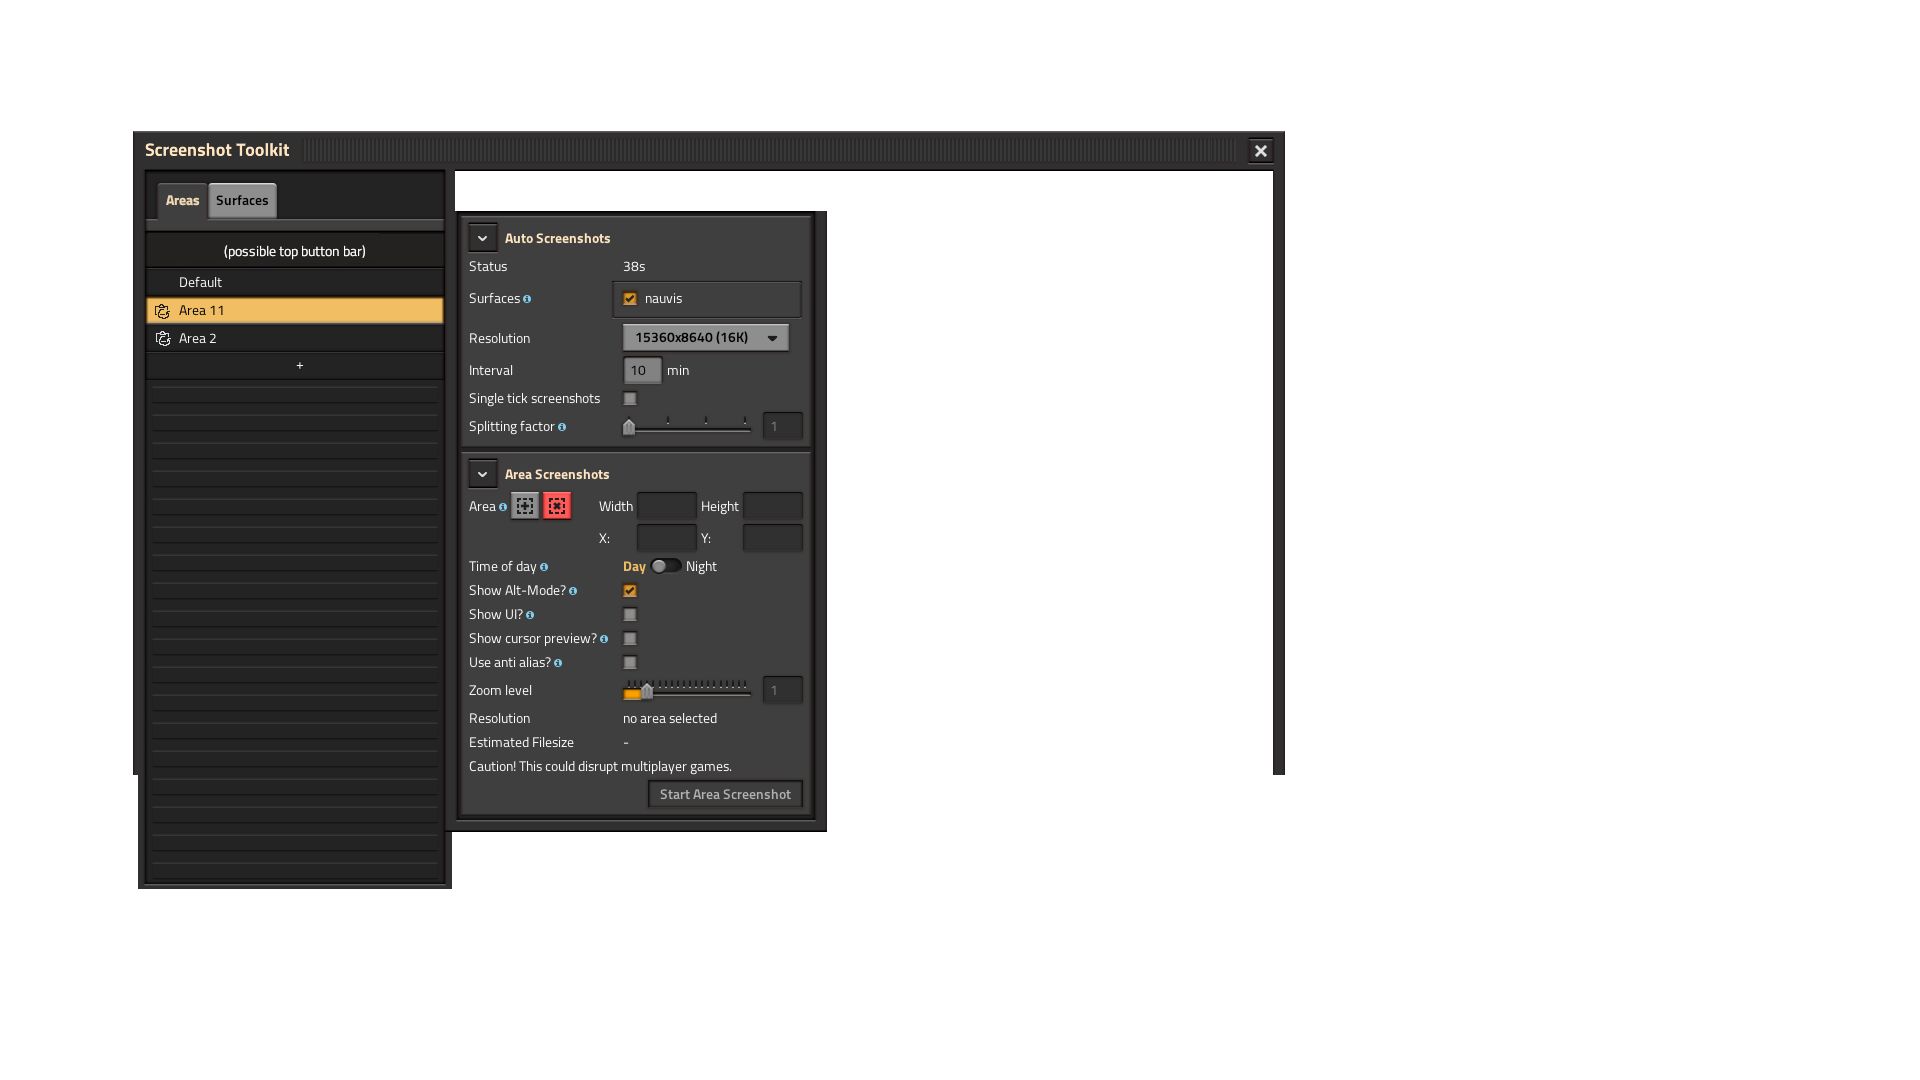 Screenshot Toolkit
Areas Surfaces
(possible top button bar)
Default
Area 11
Area 2
+
Auto Screenshots
Status 38s
Surfaces nauvis
Resolution 15360x8640 (16K)
Interval 10 min
Single tick screenshots
Splitting factor 1
Area Screenshots
Area Width Height
X: Y:
Time of day Day Night
Show Alt-Mode?
Show UI?
Show cursor preview?
Use anti alias?
Zoom level 1
Resolution no area selected
Estimated Filesize -
Caution! This could disrupt multiplayer games.
Start Area Screenshot